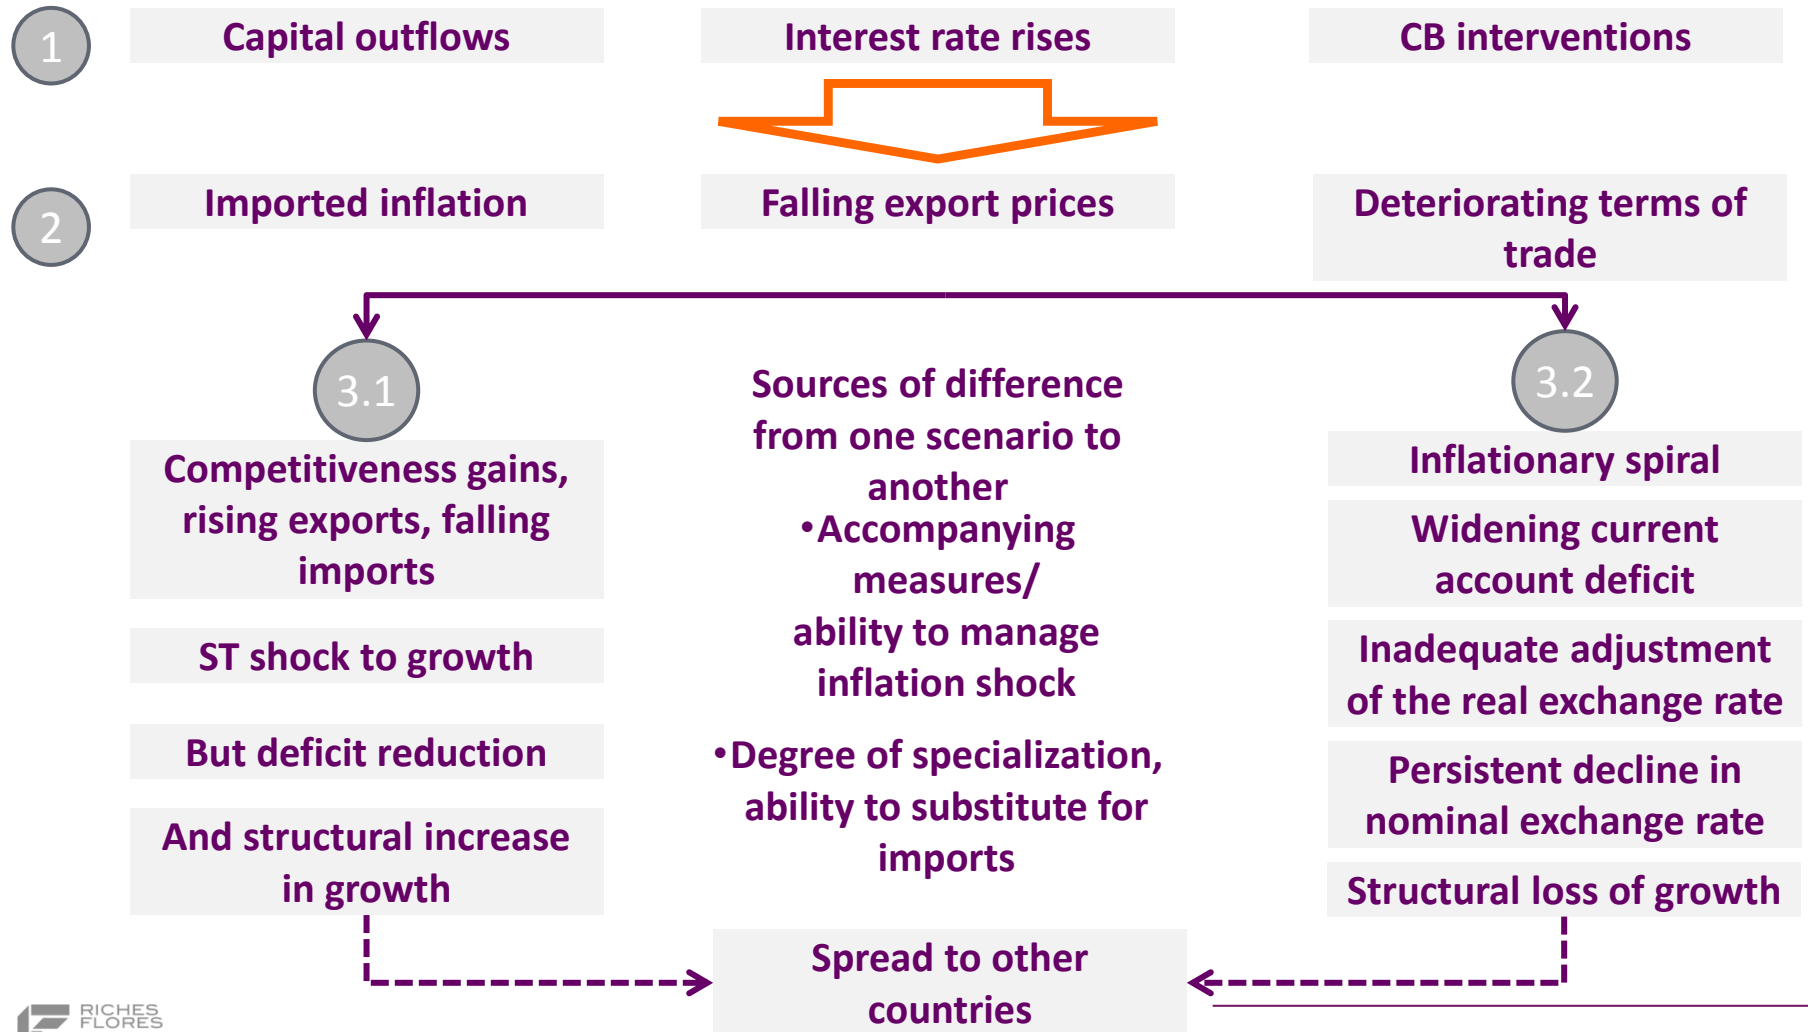 1
Capital outflows
Interest rate rises
CB interventions
2
Imported inflation
Falling export prices
Deteriorating terms of
trade
3.1
Competitiveness gains,
rising exports, falling
imports
ST shock to growth
But deficit reduction
And structural increase
in growth
Sources of difference
from one scenario to
another
•Accompanying
measures/
ability to manage
inflation shock
•Degree of specialization,
ability to substitute for
imports
3.2
Inflationary spiral
Widening current
account deficit
Inadequate adjustment
of the real exchange rate
Persistent decline in
nominal exchange rate
Structural loss of growth
Spread to other
countries
RICHES
FLORES